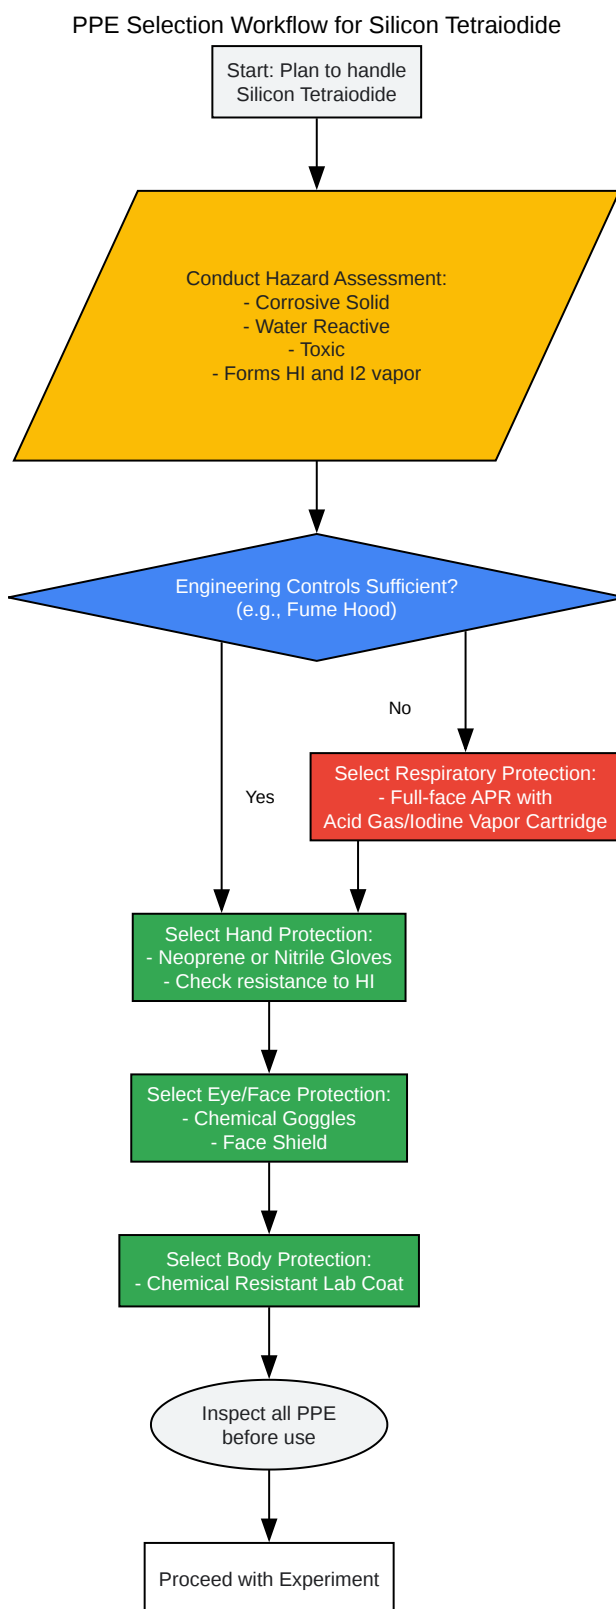 PPE Selection Workflow for Silicon Tetraiodide
Start: Plan to handle
Silicon Tetraiodide
Conduct Hazard Assessment:
- Corrosive Solid
- Water Reactive
- Toxic
- Forms HI and I2 vapor
Engineering Controls Sufficient?
(e.g., Fume Hood)
No
Select Respiratory Protection:
- Full-face APR with
Acid Gas/Iodine Vapor Cartridge
Yes
Select Hand Protection:
- Neoprene or Nitrile Gloves
- Check resistance to HI
Select Eye/Face Protection:
- Chemical Goggles
- Face Shield
Select Body Protection:
- Chemical Resistant Lab Coat
Inspect all PPE
before use
Proceed with Experiment